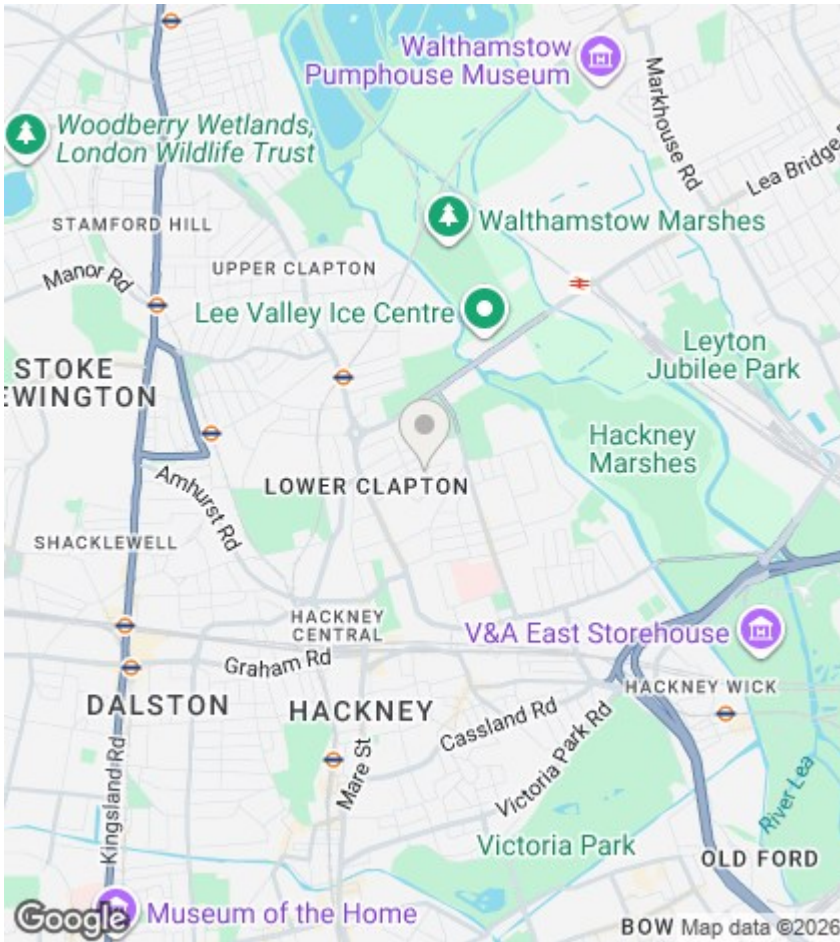 Walthamstow
Pumphouse Museum
Markhouse Rd
Woodberry Wetlands,
London Wildlife Trust
Lea Bridge
STAMFORD HILL
Walthamstow Marshes
UPPER CLAPTON
Manor Rd
Lee Valley Ice Centre
Leyton
Jubilee Park
STOKE
EWINGTON
Hackney
Marshes
LOWER CLAPTON
Amhurst Rd
SHACKLEWELL
HACKNEY
CENTRAL
V&A East Storehouse
Graham Rd
HACKNEY WICK
DALSTON
HACKNEY
Cassland Rd
Kingsland Rd
Mare St
Victoria Park Rd
River Lea
Victoria Park
OLD FORD
Google
Museum of the Home
BOW
Map data ©2026